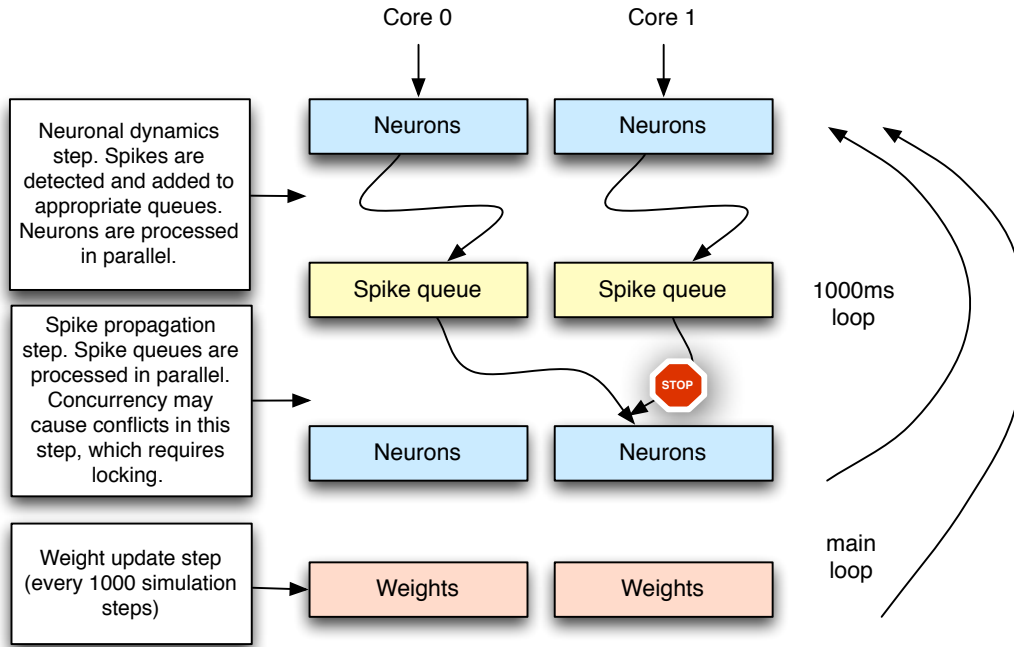 Core 0
Core 1
Neuronal dynamics
step. Spikes are
detected and added to
appropriate queues.
Neurons are processed
in parallel.
Neurons
Neurons
Spike queue
Spike queue
1000ms
loop
Spike propagation
step. Spike queues are
processed in parallel.
Concurrency may
cause conflicts in this
step, which requires
locking.
STOP
Neurons
Neurons
main
loop
Weight update step
(every 1000 simulation
steps)
Weights
Weights